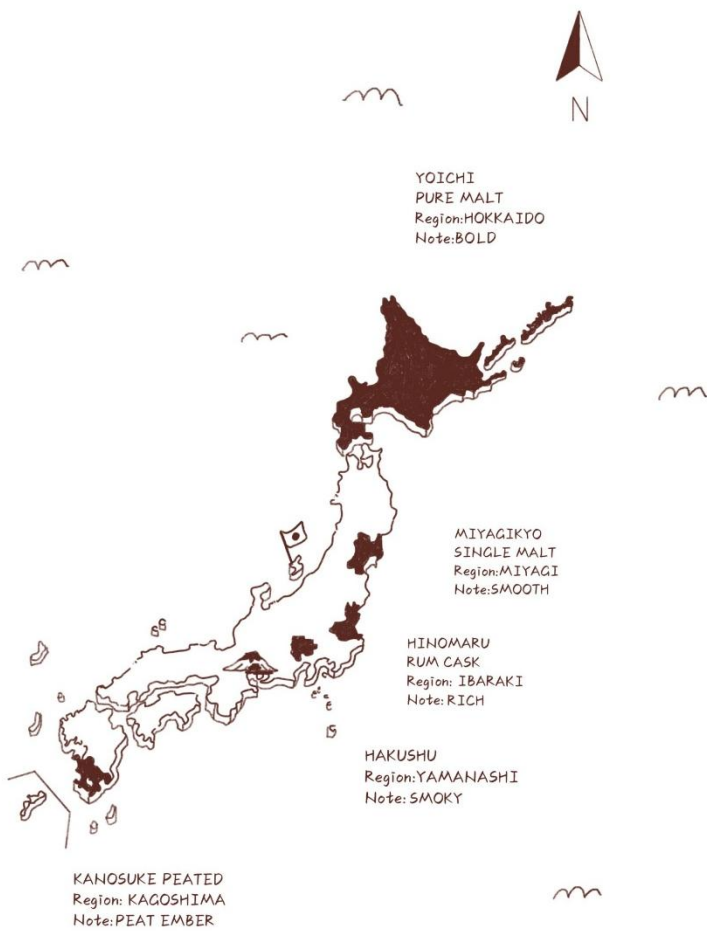 N
YOICHI
PURE MALT
Region:HOKKAIDO
Note:BOLD
MIYAGIKYO
SINGLE MALT
Region:MIYAGI
Note:SMOOTH
HINOMARU
RUM CASK
Region: IBARAKI
Note: RICH
HAKUSHU
Region:YAMANASHI
Note: SMOKY
KANOSUKE PEATED
Region: KAGOSHIMA
Note:PEAT EMBER